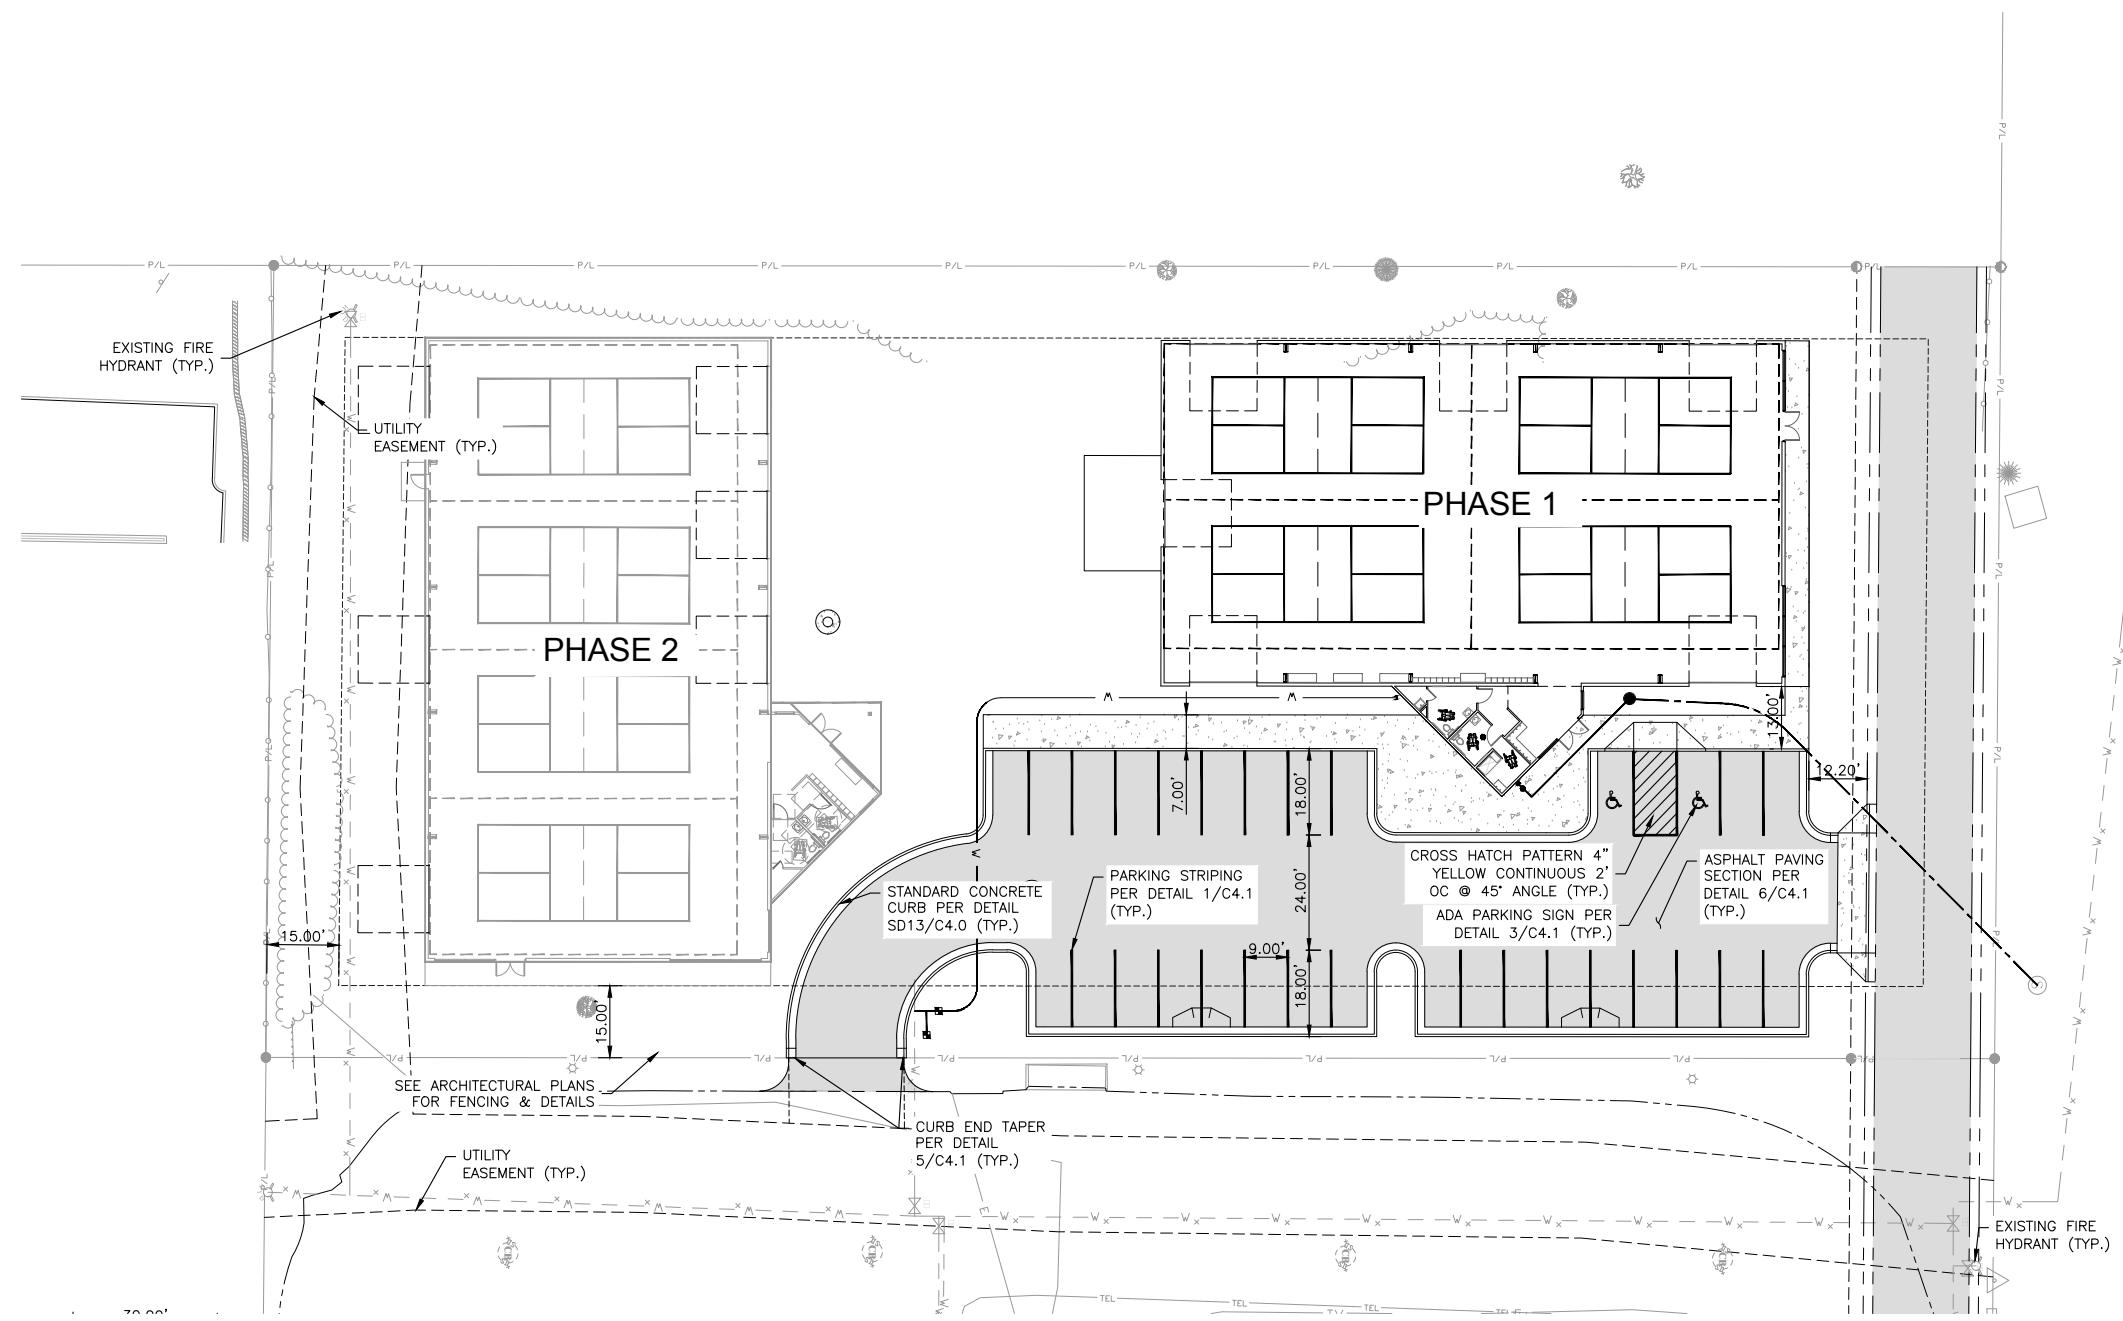 P/L P/L P/L P/L P/L P/L P/L P/L P/L P/L
P/L
EXISTING FIRE
HYDRANT (TYP.)
UTILITY
EASEMENT (TYP.)
PHASE 1
PHASE 2
13.00'
12.20'
7.00'
18.00'
24.00'
9.00'
18.00'
STANDARD CONCRETE
CURB PER DETAIL
SD13/C4.0 (TYP.)
PARKING STRIPING
PER DETAIL 1/C4.1
(TYP.)
CROSS HATCH PATTERN 4"
YELLOW CONTINUOUS 2'
OC @ 45° ANGLE (TYP.)
ADA PARKING SIGN PER
DETAIL 3/C4.1 (TYP.)
ASPHALT PAVING
SECTION PER
DETAIL 6/C4.1
(TYP.)
15.00'
15.00'
P/L P/L P/L P/L P/L P/L P/L P/L P/L
SEE ARCHITECTURAL PLANS
FOR FENCING & DETAILS
CURB END TAPER
PER DETAIL
5/C4.1 (TYP.)
UTILITY
EASEMENT (TYP.)
W W W W W W W W W W W W W
E
EXISTING FIRE
HYDRANT (TYP.)
TEL TEL TEL